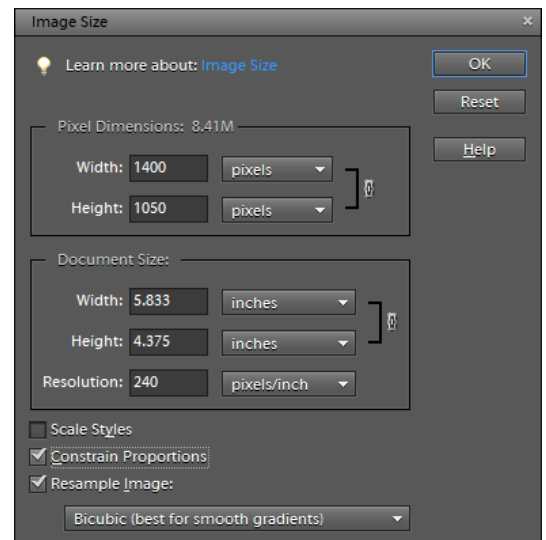 Image Size
Learn more about: Image Size
OK
Reset
Help
Pixel Dimensions: 8.41M
Width: 1400 pixels
Height: 1050 pixels
Document Size:
Width: 5.833 inches
Height: 4.375 inches
Resolution: 240 pixels/inch
Scale Styles
Constrain Proportions
Resample Image:
Bicubic (best for smooth gradients)